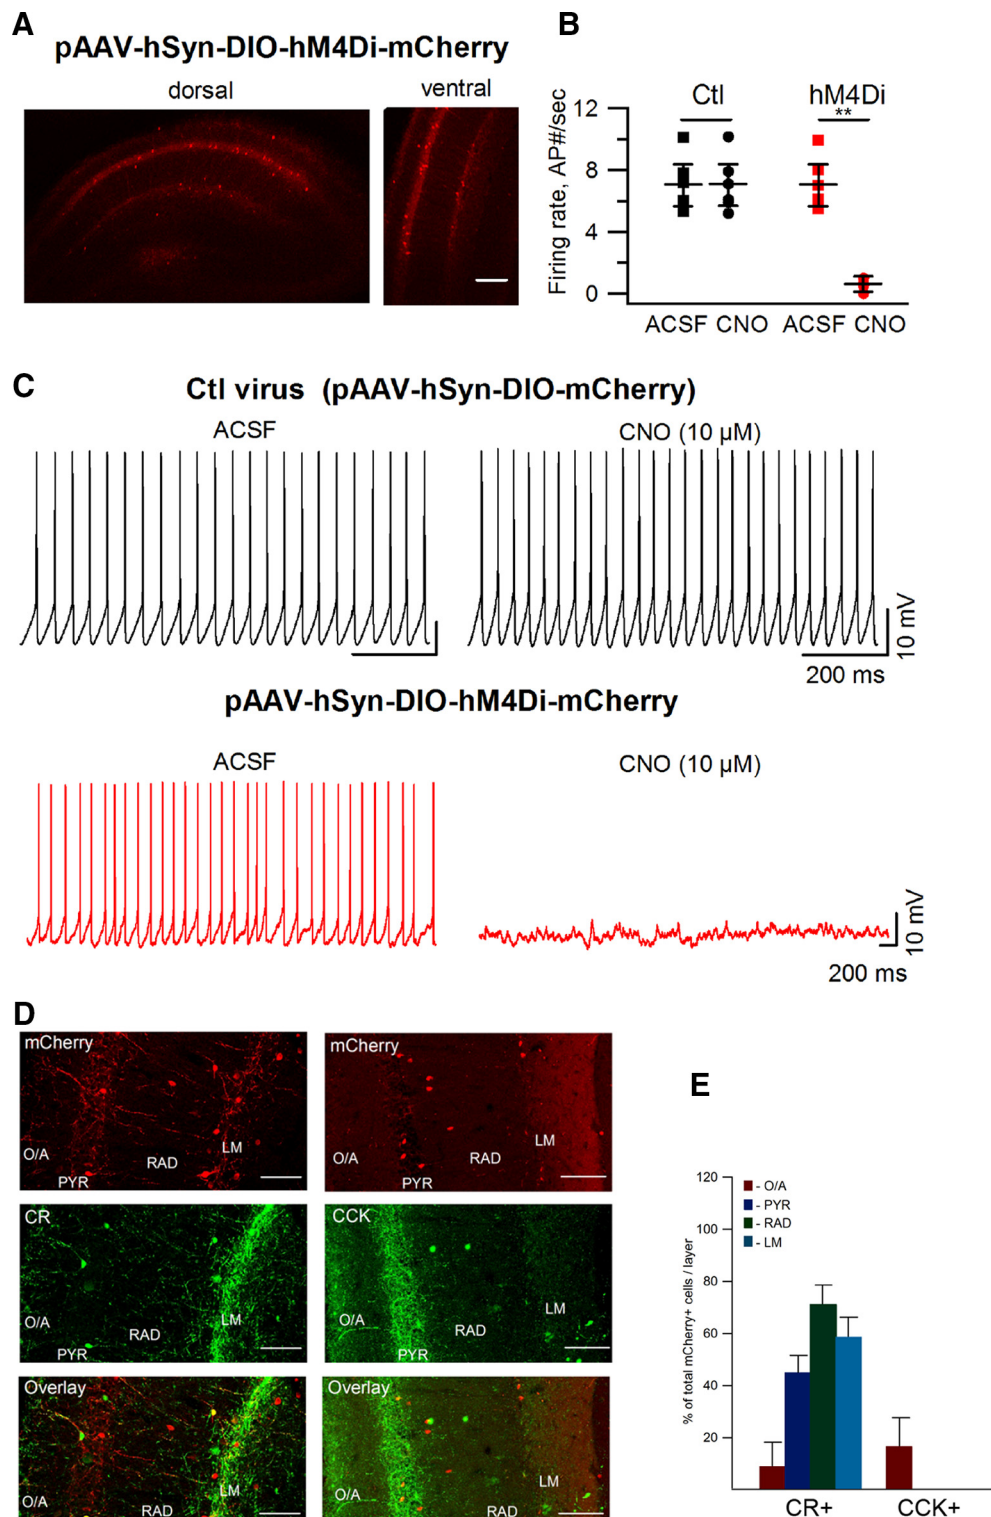 A
B
pAAV-hSyn-DIO-hM4Di-mCherry
dorsal
ventral
Ctl
hM4Di
**
Firing rate, AP#/sec
12
8
4
0
ACSF CNO
ACSF CNO
C
Ctl virus (pAAV-hSyn-DIO-mCherry)
ACSF
CNO (10 µM)
10 mV
200 ms
pAAV-hSyn-DIO-hM4Di-mCherry
ACSF
CNO (10 µM)
10 mV
200 ms
D
mCherry
O/A
PYR
RAD
LM
mCherry
O/A
PYR
RAD
LM
CR
O/A
PYR
RAD
LM
CCK
O/A
PYR
RAD
LM
Overlay
O/A
RAD
LM
Overlay
O/A
RAD
LM
E
% of total mCherry+ cells / layer
120
100
80
60
40
20
- O/A
- PYR
- RAD
- LM
CR+
CCK+